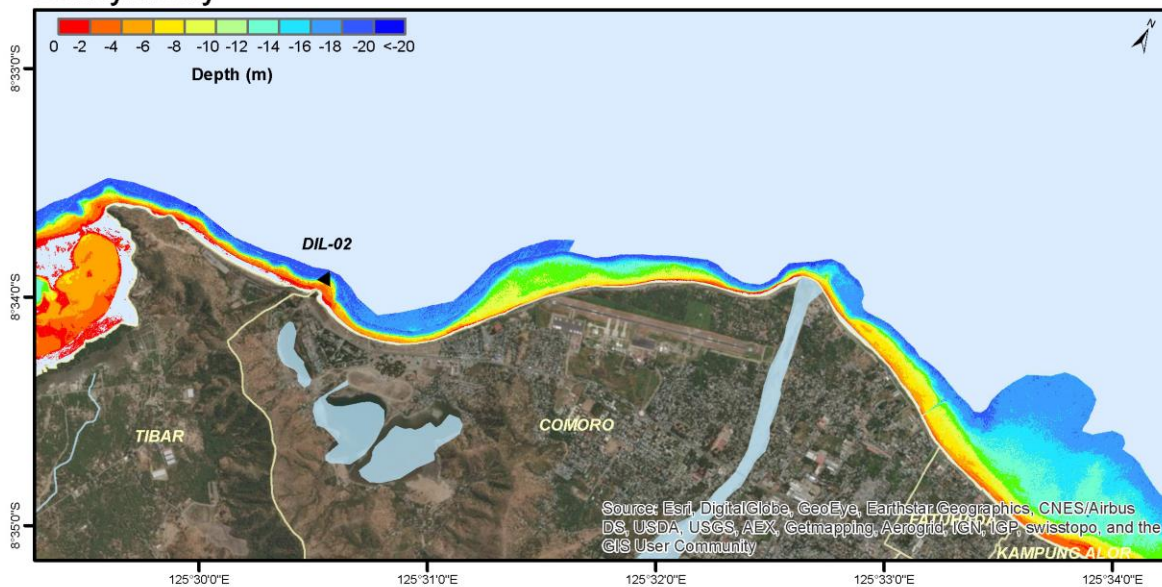 0 -2 -4 -6 -8 -10 -12 -14 -16 -18 -20 <-20
Depth (m)
N
8°33'0"S
8°34'0"S
8°35'0"S
DIL-02
TIBAR
COMORO
Source: Esri, DigitalGlobe, GeoEye, Earthstar Geographics, CNES/Airbus
DS, USDA, USGS, AEX, Getmapping, Aerogrid, IGN, IGP, swisstopo, and the
GIS User Community
KAMPUNG ALOR
125°30'0"E
125°31'0"E
125°32'0"E
125°33'0"E
125°34'0"E